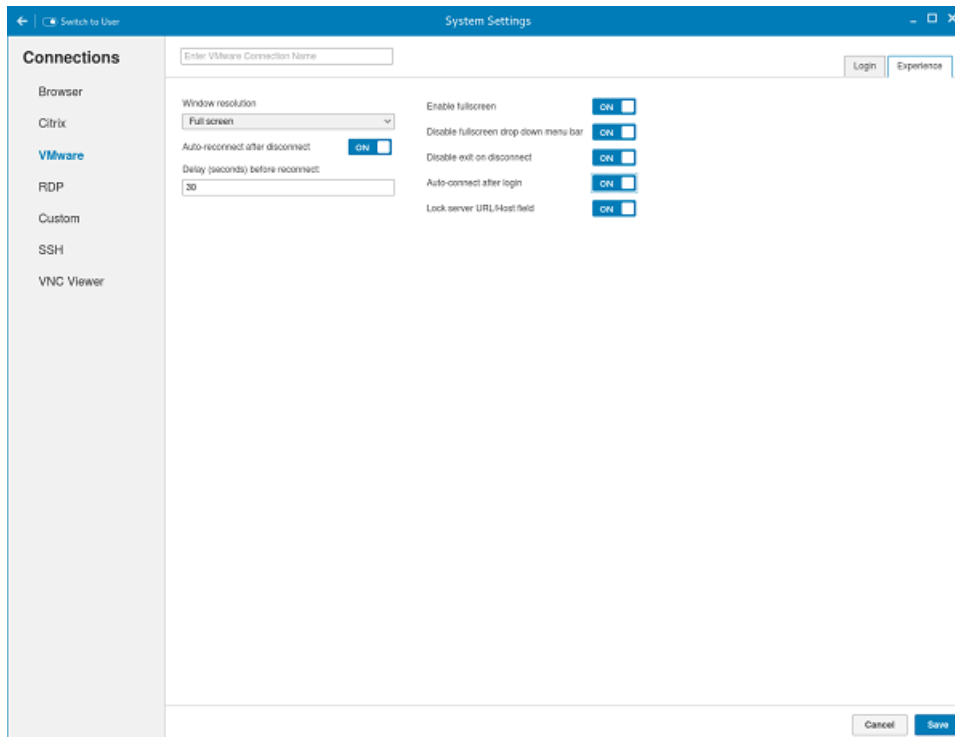 Switch to User
System Settings
Connections
Browser
Citrix
VMware
RDP
Custom
SSH
VNC Viewer
Enter VMware Connection Name
Login
Experience
Window resolution
Full screen
Auto-reconnect after disconnect
ON
Delay (seconds) before reconnect:
30
Enable fullscreen
ON
Disable fullscreen drop down menu bar
ON
Disable exit on disconnect
ON
Auto-connect after login
ON
Lock server URL/Host field
ON
Cancel
Save